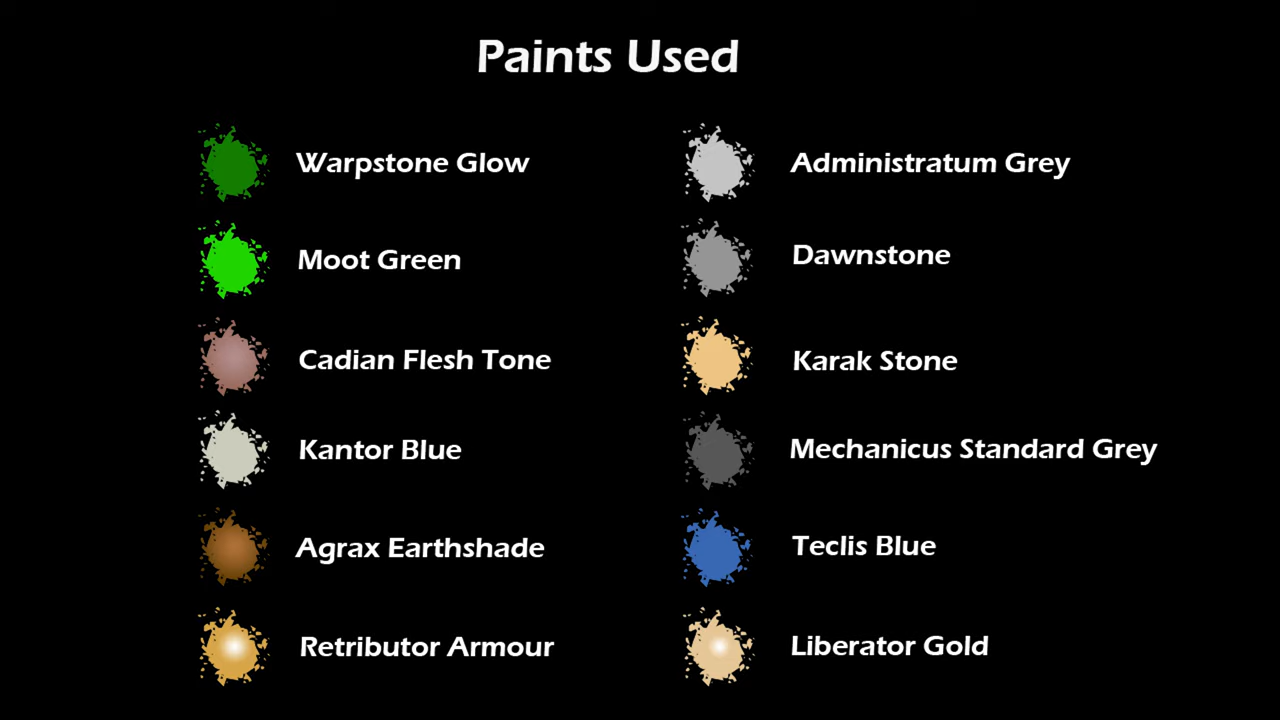 Paints Used
Warpstone Glow
Moot Green
Cadian Flesh Tone
Kantor Blue
Agrax Earthshade
Retributor Armour
Administratum Grey
Dawnstone
Karak Stone
Mechanicus Standard Grey
Teclis Blue
Liberator Gold